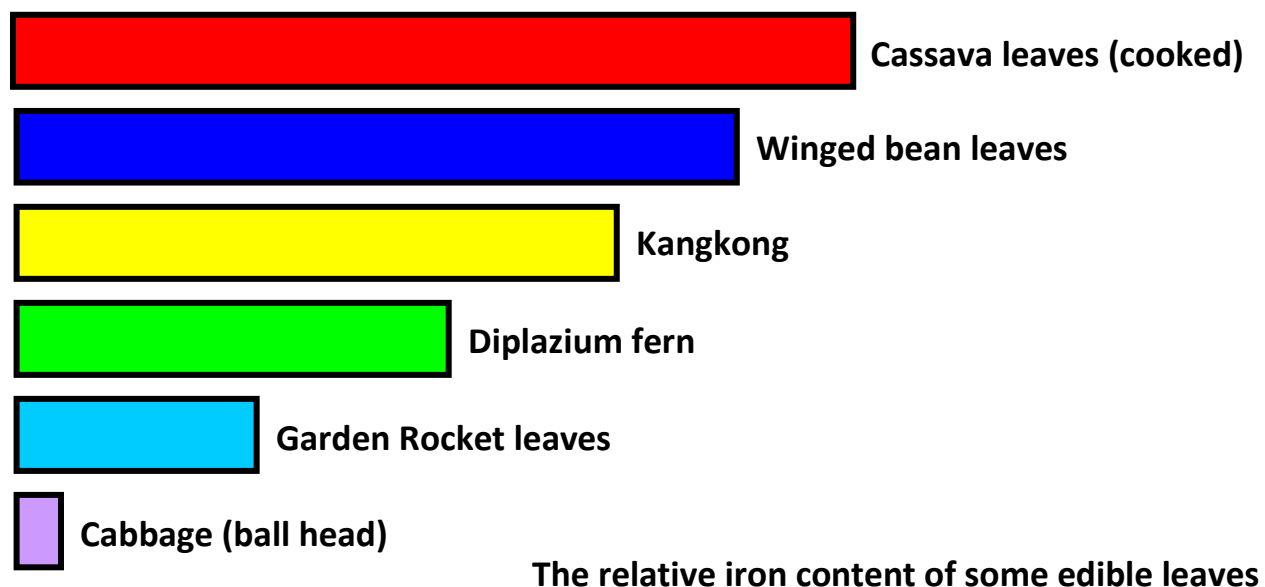 Cassava leaves (cooked)
Winged bean leaves
Kangkong
Diplazium fern
Garden Rocket leaves
Cabbage (ball head)
The relative iron content of some edible leaves